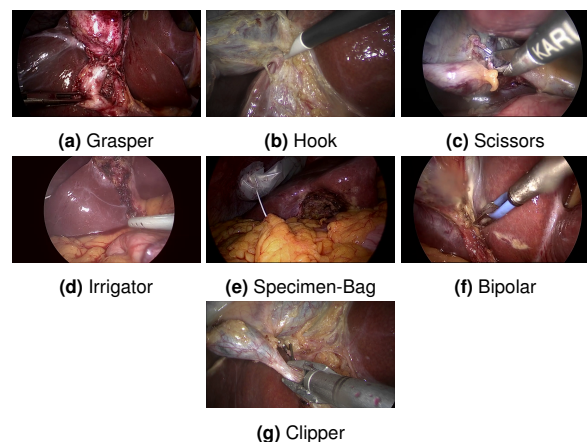 KARL
(a) Grasper
(b) Hook
(c) Scissors
(d) Irrigator
(e) Specimen-Bag
(f) Bipolar
(g) Clipper